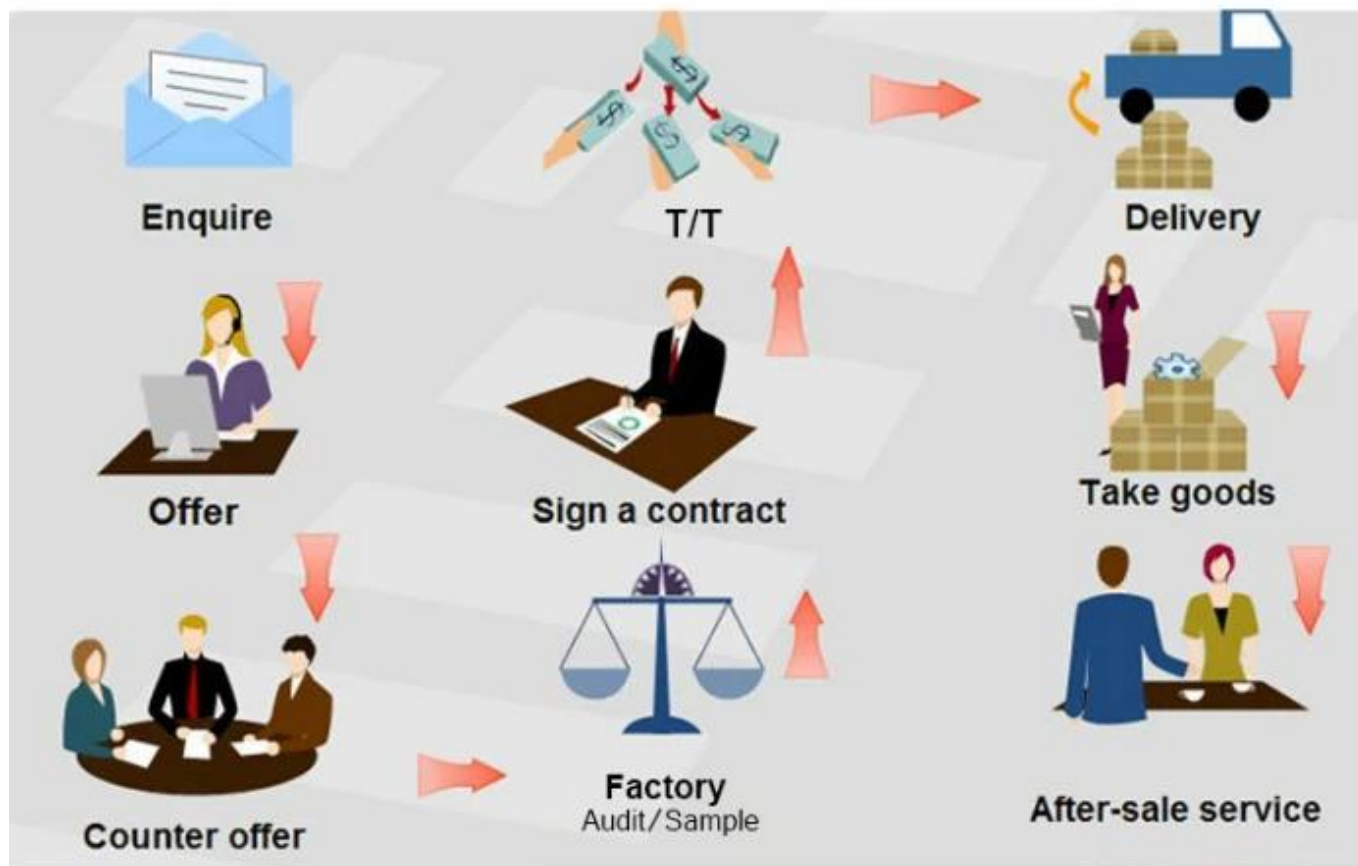 Enquire
T/T
Delivery
Offer
Sign a contract
Take goods
Counter offer
Factory
Audit/Sample
After-sale service